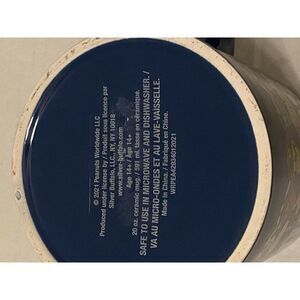 © 2021 Peanuts Worldwide LLC
Produced under license by / Produit sous licence par
Silver Buffalo, LLC, NY, NY 10018
www.silver-buffalo.com
Age 14+ / Âge 14+
20 oz. ceramic mug. / 591 mL tasse en céramique.
SAFE TO USE IN MICROWAVE AND DISHWASHER. /
VA AU MICRO-ONDES ET AU LAVE-VAISSELLE.
Made in China. / Fabriqué en Chine.